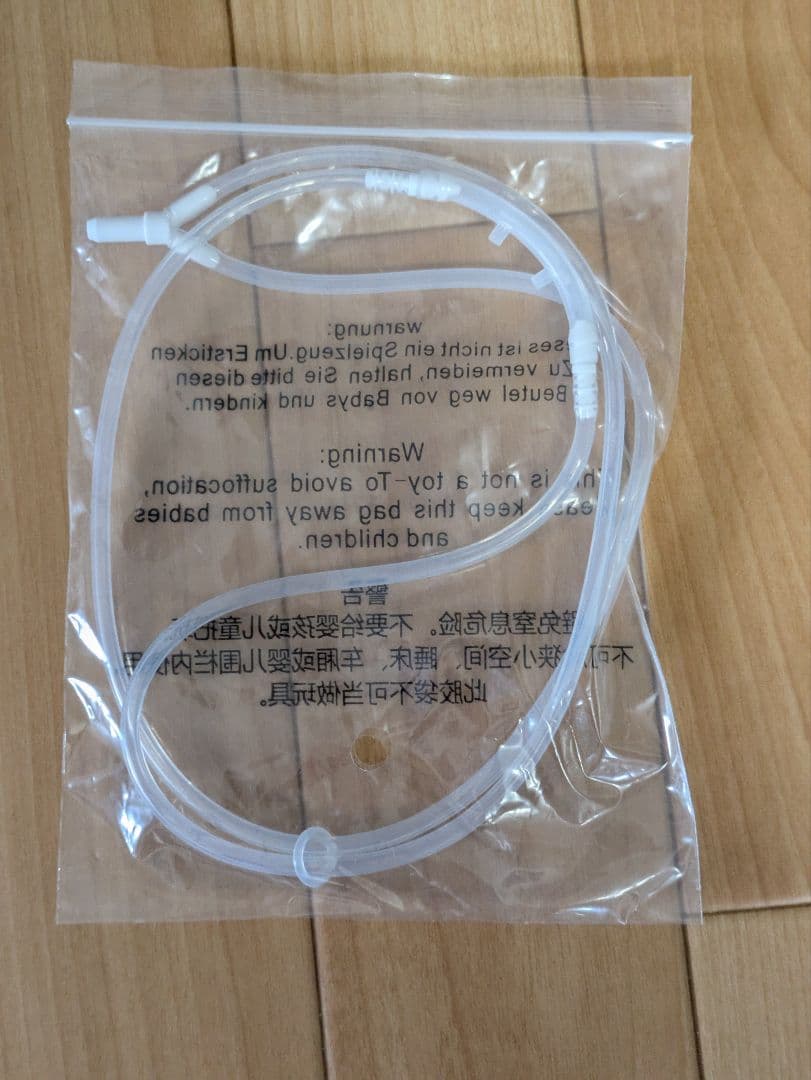 warnung:
ist nicht ein Spielzeug.Um Ersticken
Zu vermeiden, halten Sie bitte diesen
Beutel weg von Babys und kindern.
Warning:
is not a toy-To avoid suffocation,
keep this bag away from babies
and children.
警告
避免窒息危险。不要给婴孩或儿童把
不可 狭小空间、睡床、车厢或婴儿围栏内 用
此胶袋不可当做玩具。